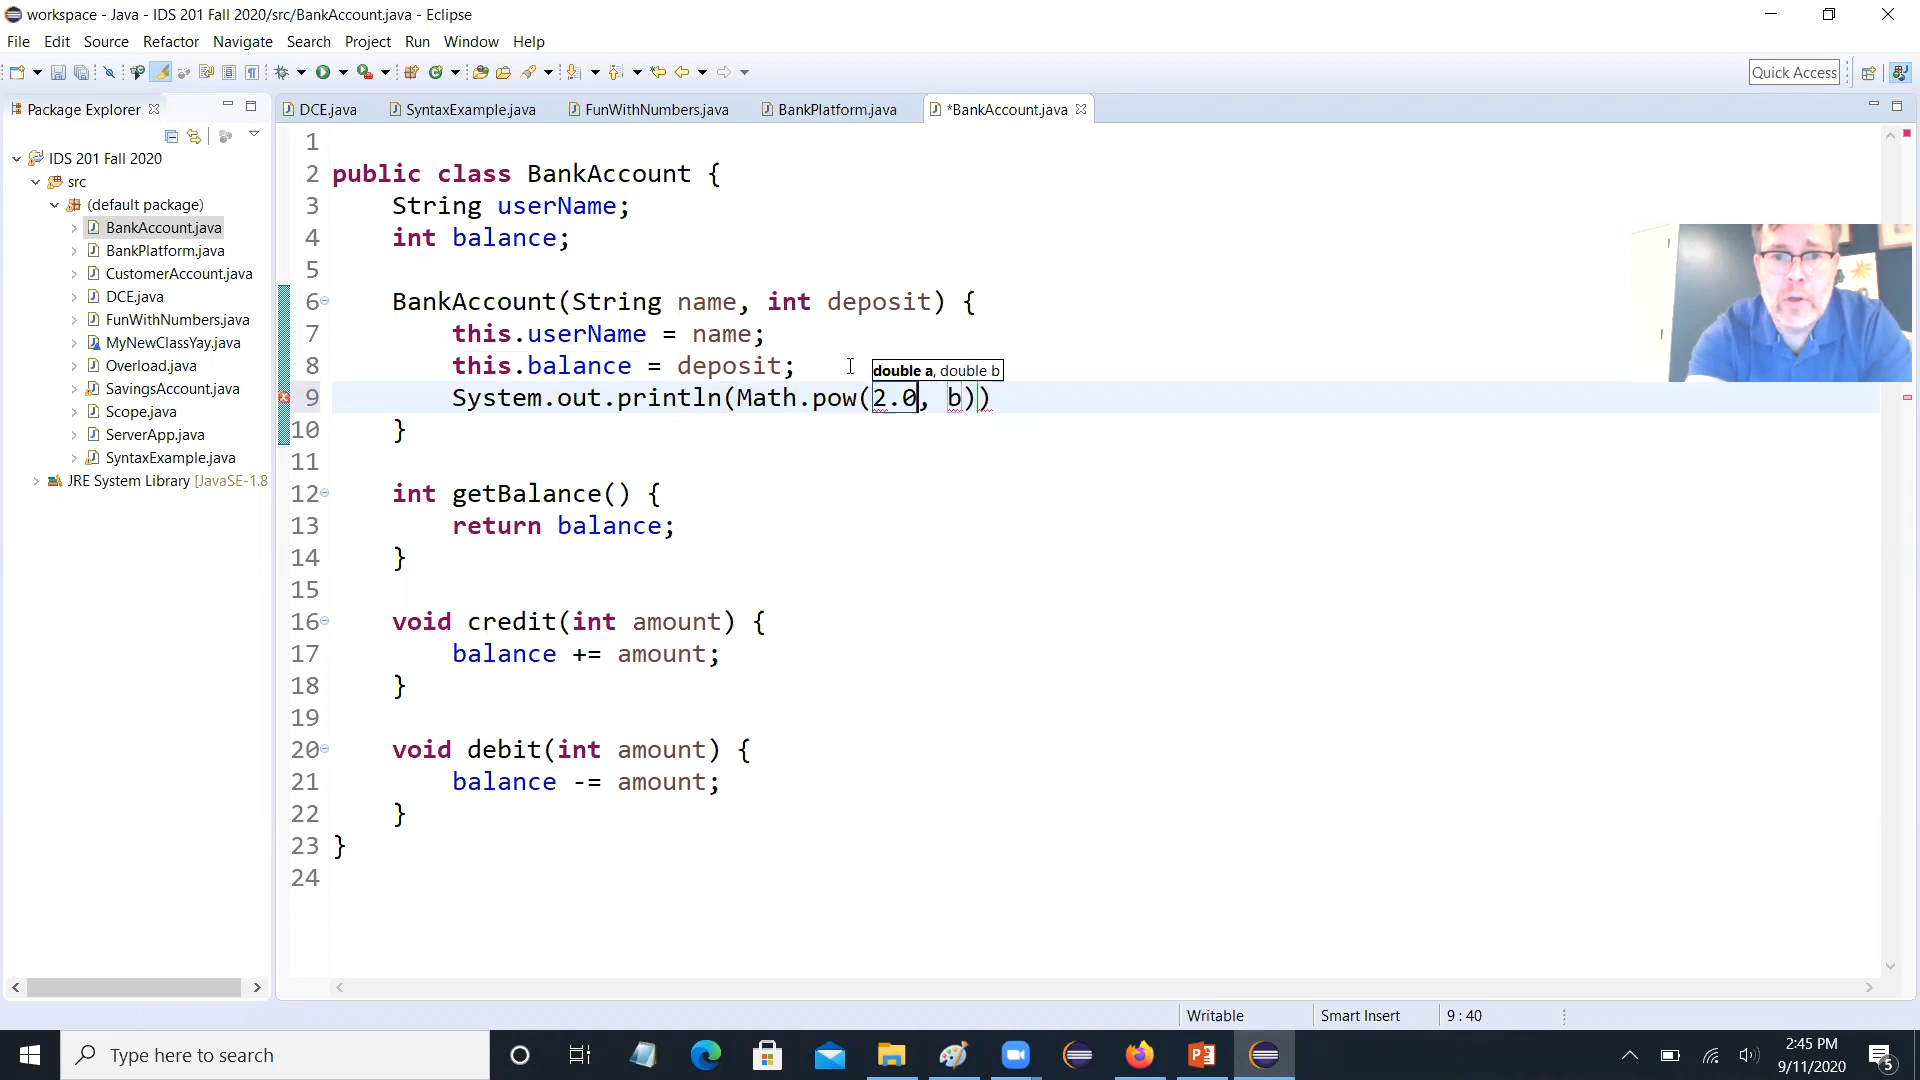 workspace - Java - IDS 201 Fall 2020/src/BankAccount.java - Eclipse
File Edit Source Refactor Navigate Search Project Run Window Help
Quick Access
Package Explorer
DCE.java SyntaxExample.java FunWithNumbers.java BankPlatform.java *BankAccount.java
IDS 201 Fall 2020
src
(default package)
BankAccount.java
BankPlatform.java
CustomerAccount.java
DCE.java
FunWithNumbers.java
MyNewClassYay.java
Overload.java
SavingsAccount.java
Scope.java
ServerApp.java
SyntaxExample.java
JRE System Library [JavaSE-1.8
1
2 public class BankAccount {
3 String userName;
4 int balance;
5
6 BankAccount(String name, int deposit) {
7 this.userName = name;
8 this.balance = deposit;
double a, double b
9 System.out.println(Math.pow(2.0, b))
10 }
11
12 int getBalance() {
13 return balance;
14 }
15
16 void credit(int amount) {
17 balance += amount;
18 }
19
20 void debit(int amount) {
21 balance -= amount;
22 }
23 }
24
Writable Smart Insert 9 : 40
Type here to search
2:45 PM
9/11/2020
5